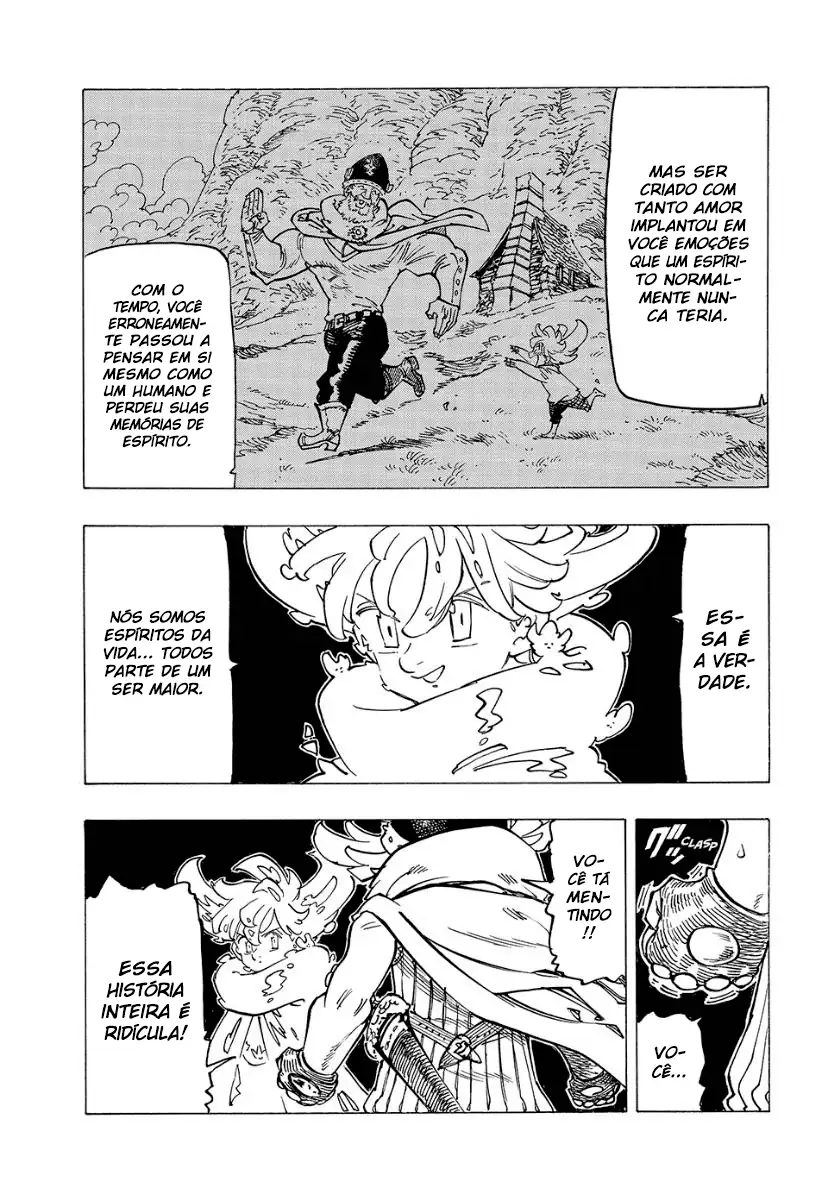 MAS SER
CRIADO COM
TANTO AMOR
IMPLANTOU EM
VOCÊ EMOÇÕES
QUE UM ESPÍRI-
TO NORMAL-
MENTE NUN-
CA TERIA.
COM O
TEMPO, VOCÊ
ERRONEAMEN-
TE PASSOU A
PENSAR EM SI
MESMO COMO
UM HUMANO E
PERDEU SUAS
MEMÓRIAS DE
ESPÍRITO.
ES-
SA É
A VER-
DADE.
NÓS SOMOS
ESPÍRITOS DA
VIDA... TODOS
PARTE DE UM
SER MAIOR.
グッ
CLASP
VO-
CÊ...
VO-
CÊ TÁ
MEN-
TINDO
!!
ESSA
HISTÓRIA
INTEIRA É
RIDÍCULA!